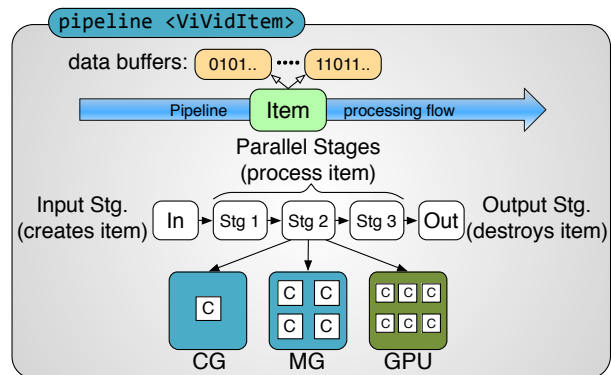 pipeline <ViVidItem>
data buffers: 0101.. .... 11011..
Pipeline Item processing flow
Parallel Stages
(process item)
Input Stg.
(creates item)
In Stg 1 Stg 2 Stg 3 Out
Output Stg.
(destroys item)
C C C C C C
C C C C C
CG MG GPU